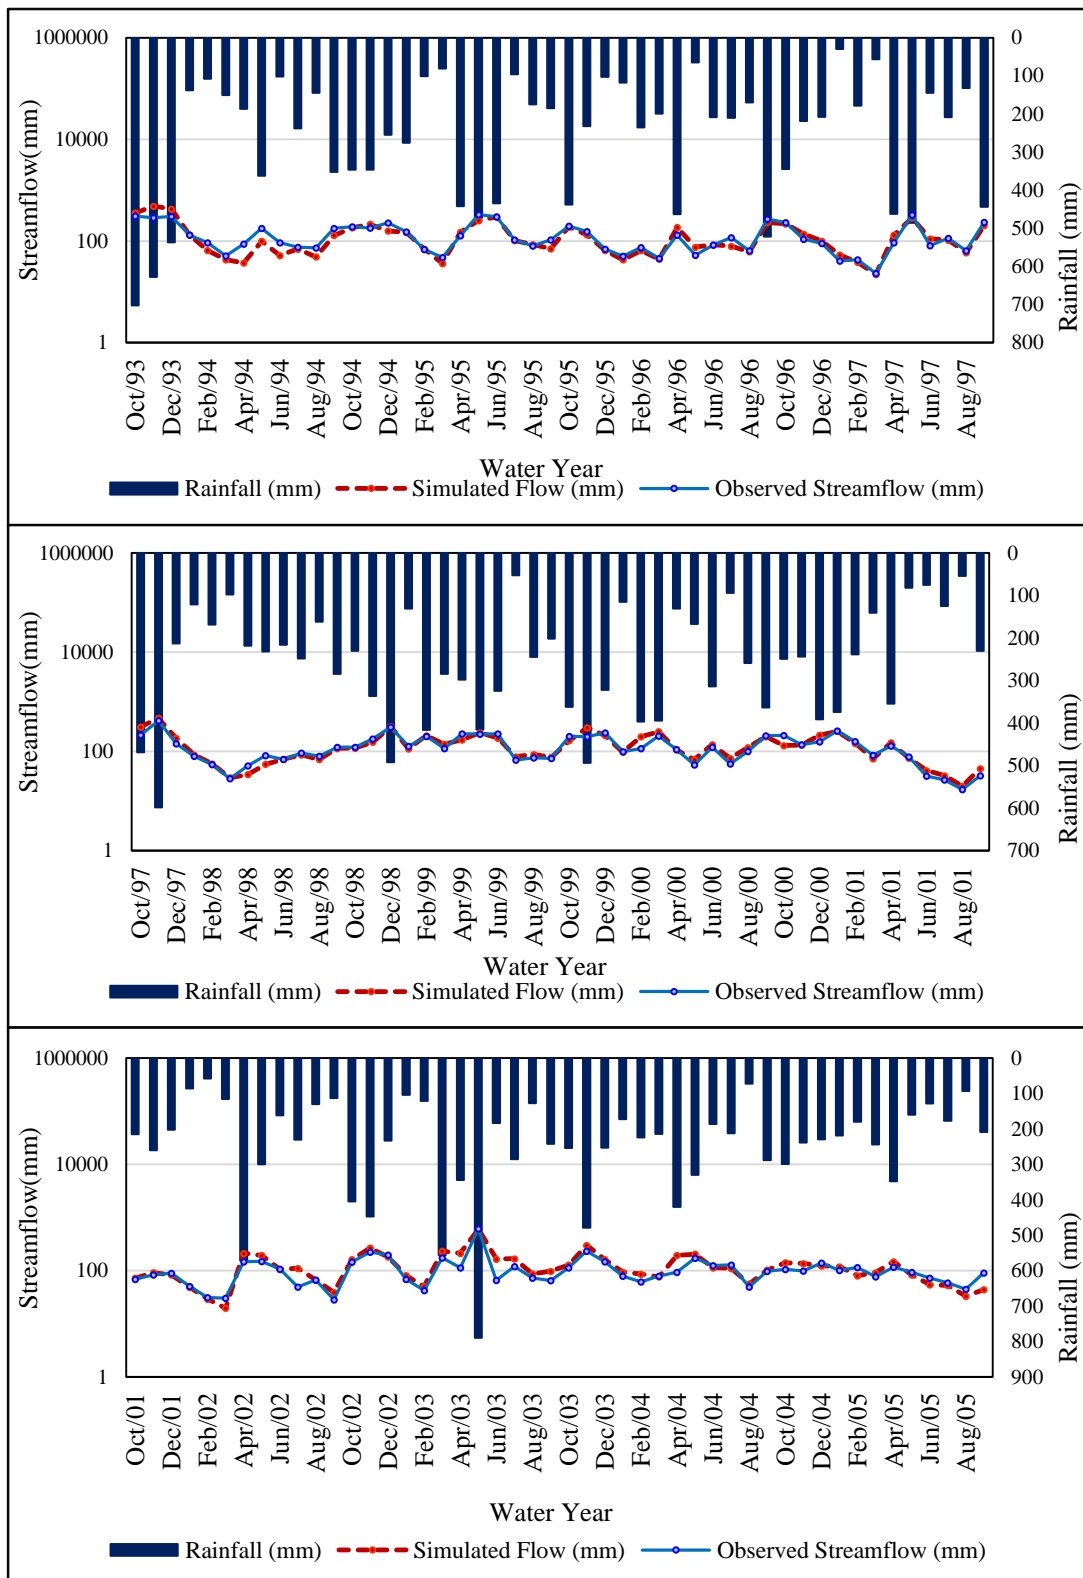 1000000
10000
100
1
Streamflow(mm)
0
100
200
300
400
500
600
700
800
Rainfall (mm)
Oct/93
Dec/93
Feb/94
Apr/94
Jun/94
Aug/94
Oct/94
Dec/94
Feb/95
Apr/95
Jun/95
Aug/95
Oct/95
Dec/95
Feb/96
Apr/96
Jun/96
Aug/96
Oct/96
Dec/96
Feb/97
Apr/97
Jun/97
Aug/97
Water Year
Rainfall (mm) Simulated Flow (mm) Observed Streamflow (mm)
1000000
10000
100
1
Streamflow(mm)
0
100
200
300
400
500
600
700
Rainfall (mm)
Oct/97
Dec/97
Feb/98
Apr/98
Jun/98
Aug/98
Oct/98
Dec/98
Feb/99
Apr/99
Jun/99
Aug/99
Oct/99
Dec/99
Feb/00
Apr/00
Jun/00
Aug/00
Oct/00
Dec/00
Feb/01
Apr/01
Jun/01
Aug/01
Water Year
Rainfall (mm) Simulated Flow (mm) Observed Streamflow (mm)
1000000
10000
100
1
Streamflow(mm)
0
100
200
300
400
500
600
700
800
900
Rainfall (mm)
Oct/01
Dec/01
Feb/02
Apr/02
Jun/02
Aug/02
Oct/02
Dec/02
Feb/03
Apr/03
Jun/03
Aug/03
Oct/03
Dec/03
Feb/04
Apr/04
Jun/04
Aug/04
Oct/04
Dec/04
Feb/05
Apr/05
Jun/05
Aug/05
Water Year
Rainfall (mm) Simulated Flow (mm) Observed Streamflow (mm)